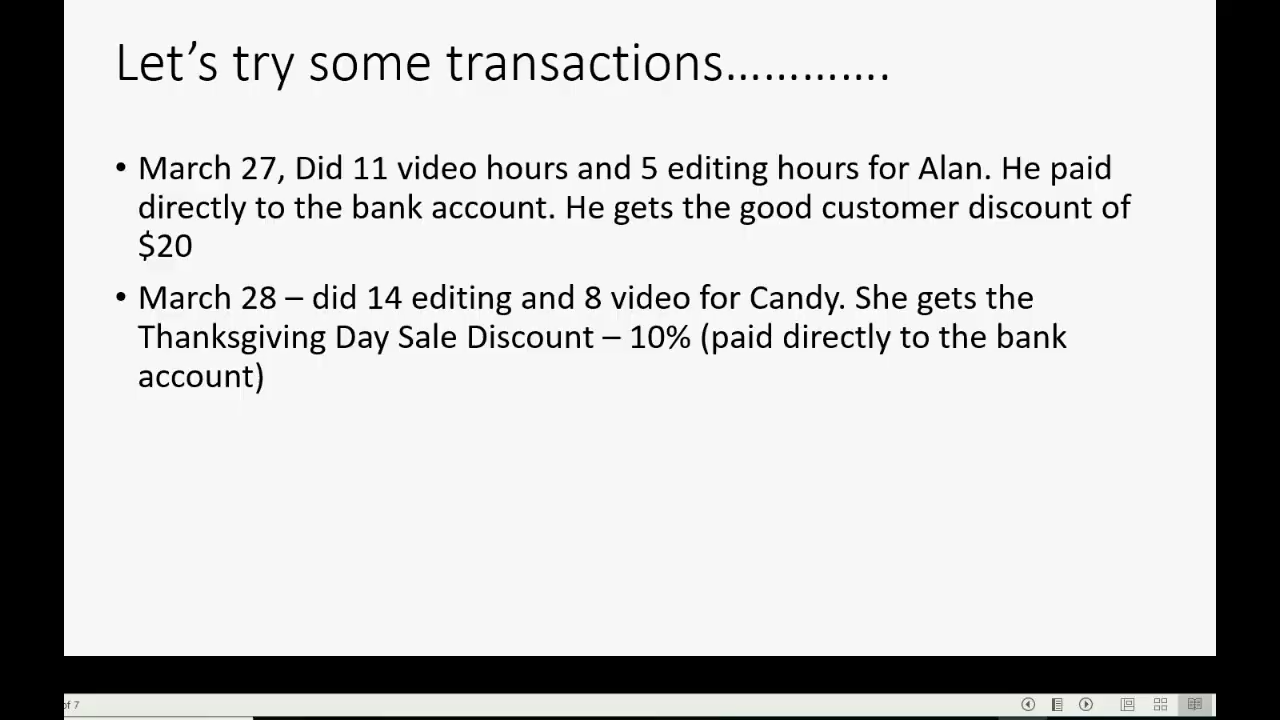 Let’s try some transactions………….
• March 27, Did 11 video hours and 5 editing hours for Alan. He paid
directly to the bank account. He gets the good customer discount of
$20
• March 28 – did 14 editing and 8 video for Candy. She gets the
Thanksgiving Day Sale Discount – 10% (paid directly to the bank
account)
of 7